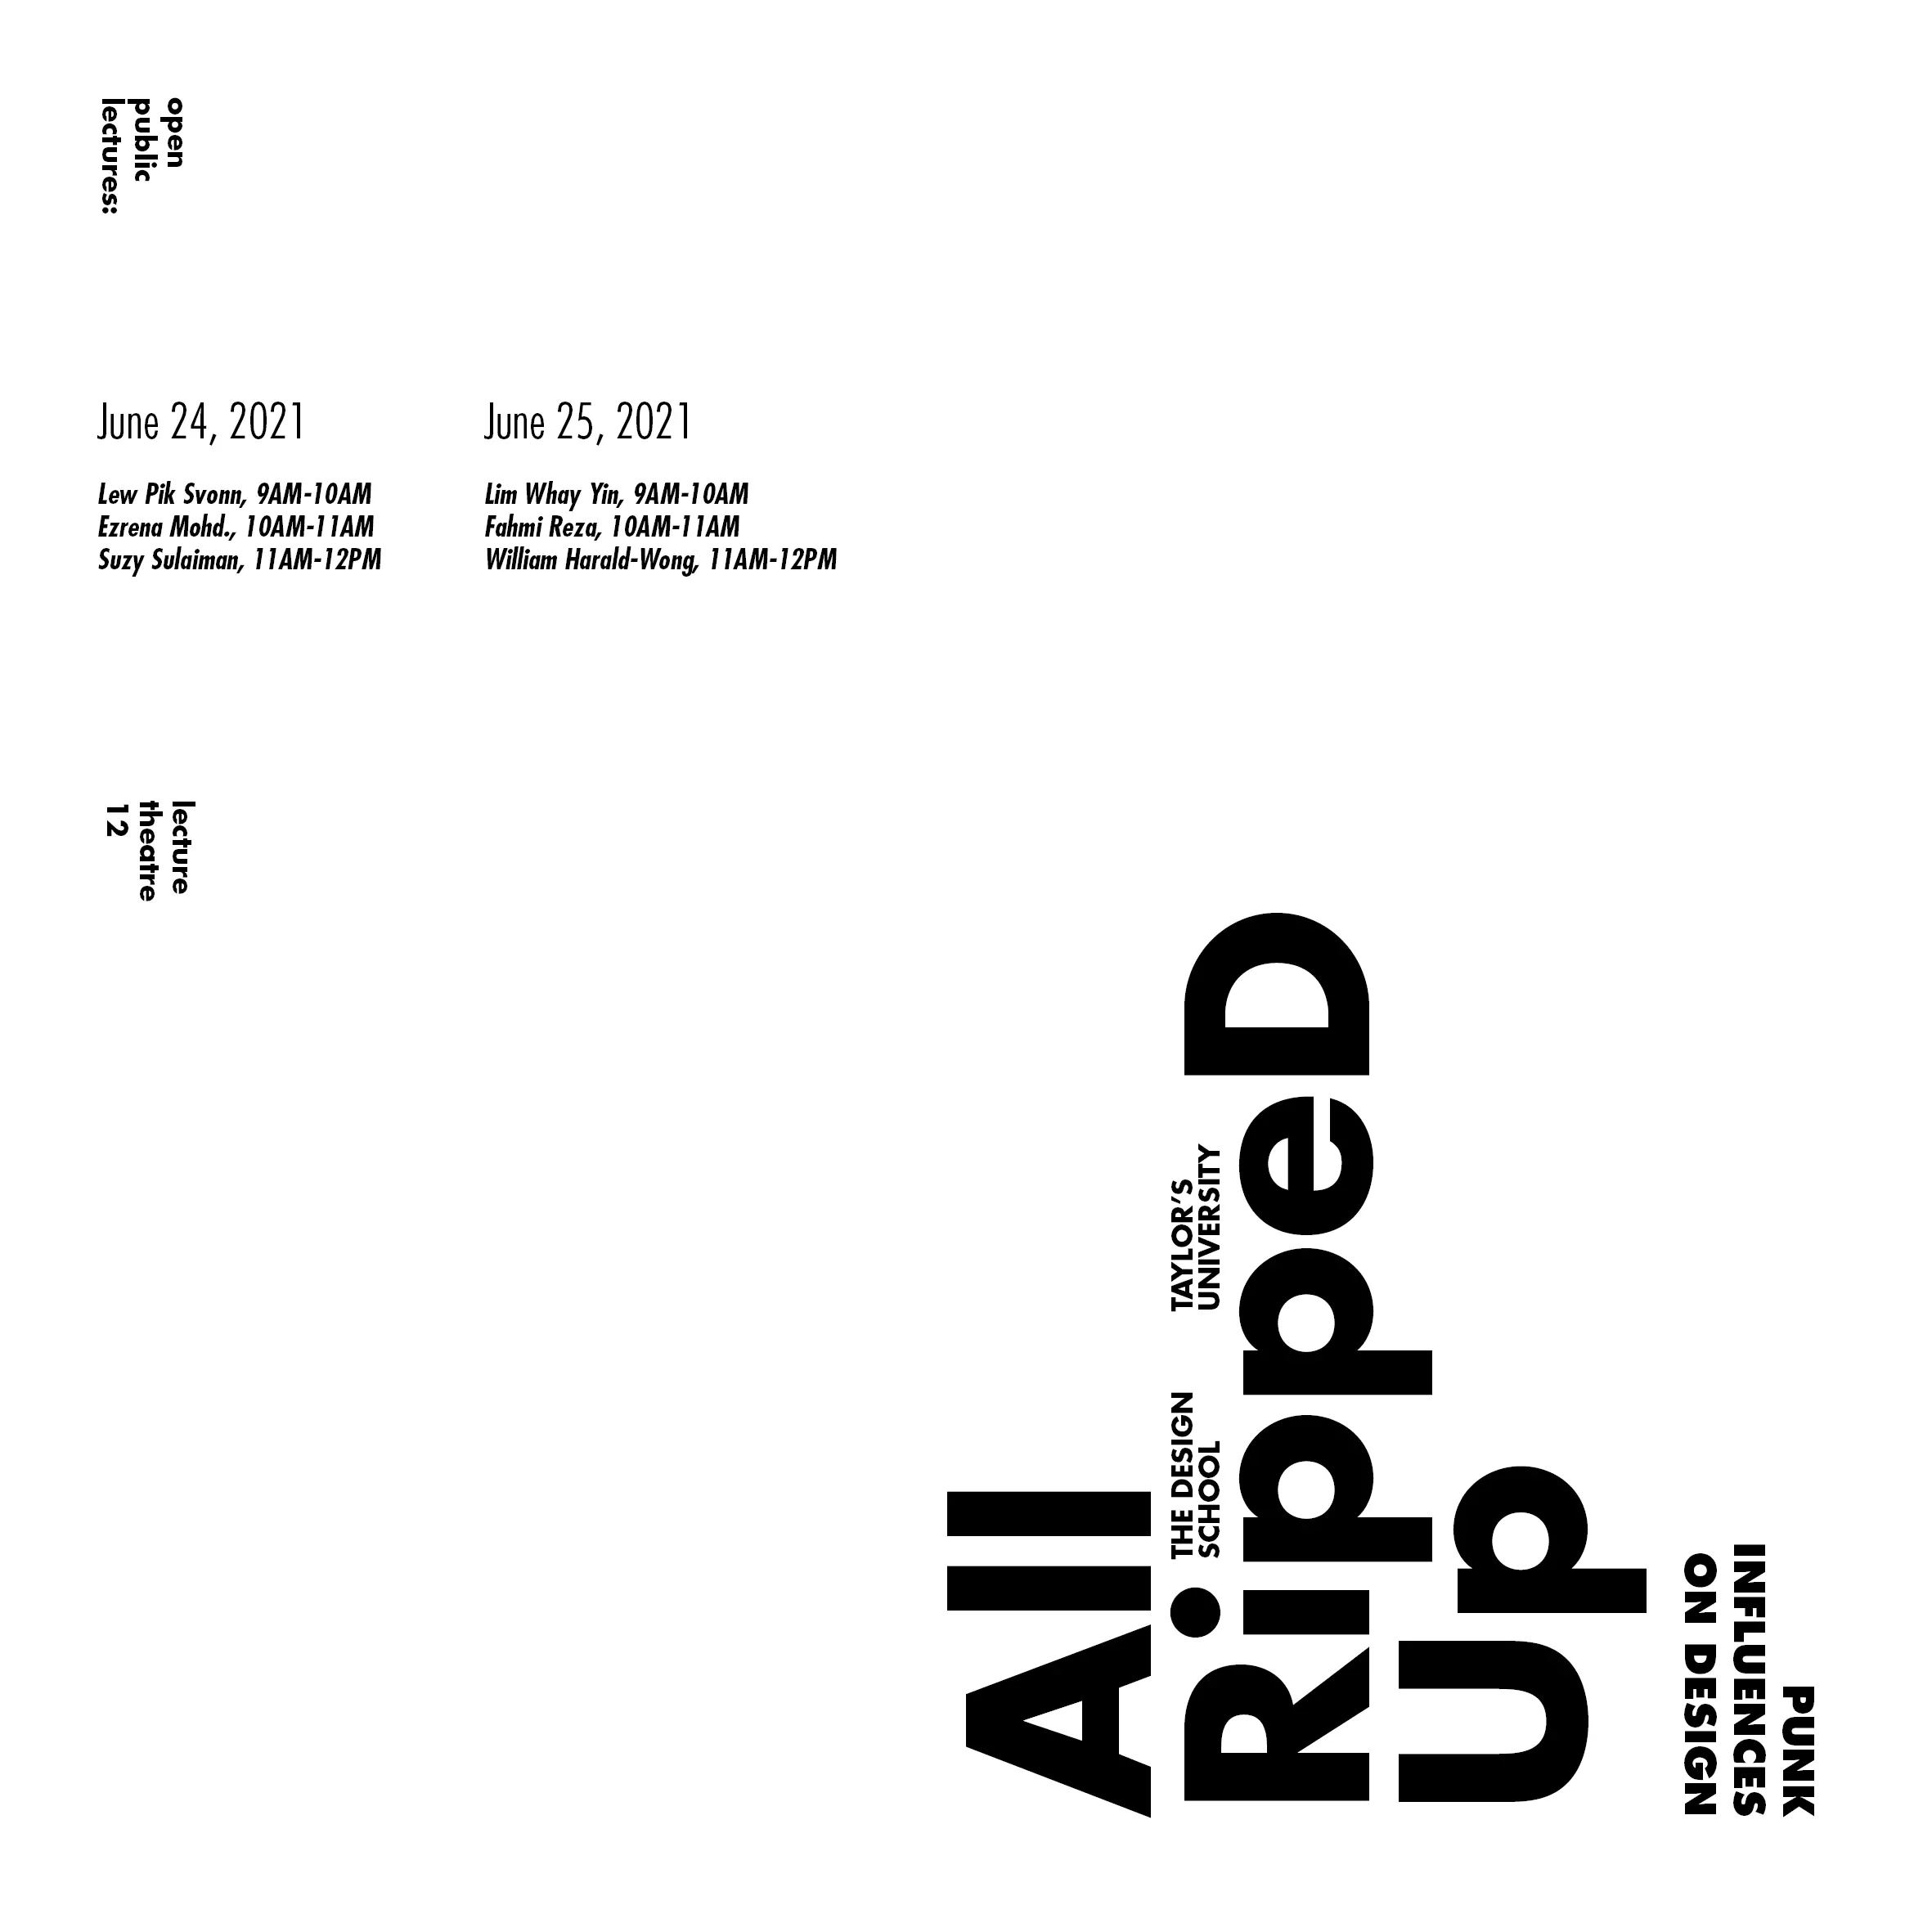 open
public
lectures:
June 24, 2021
Lew Pik Svonn, 9AM-10AM
Ezrena Mohd., 10AM-11AM
Suzy Sulaiman, 11AM-12PM
June 25, 2021
Lim Whay Yin, 9AM-10AM
Fahmi Reza, 10AM-11AM
William Harald-Wong, 11AM-12PM
lecture
theatre
12
All
RippeD
Up
THE DESIGN
SCHOOL
TAYLOR'S
UNIVERSITY
PUNK
INFLUENCES
ON DESIGN